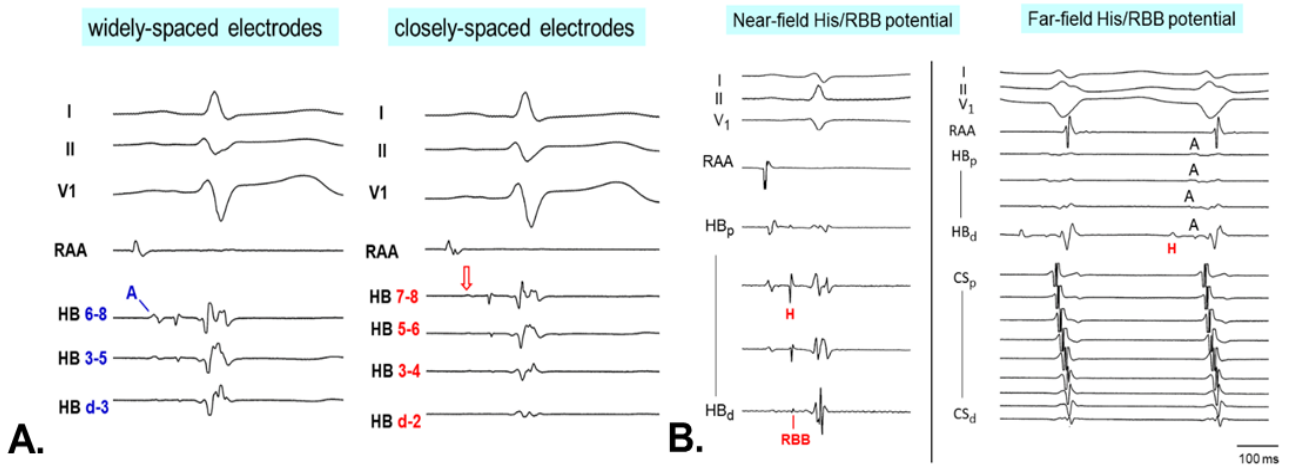 widely-spaced electrodes
I
II
V1
RAA
A
HB 6-8
HB 3-5
HB d-3
A.
closely-spaced electrodes
I
II
V1
RAA
HB 7-8
HB 5-6
HB 3-4
HB d-2
Near-field His/RBB potential
I
II
V1
RAA
HBp
H
HBd
RBB
B.
Far-field His/RBB potential
I
II
V1
RAA
A
HBp
A
A
A
HBd
H
CSp
CSd
100 ms